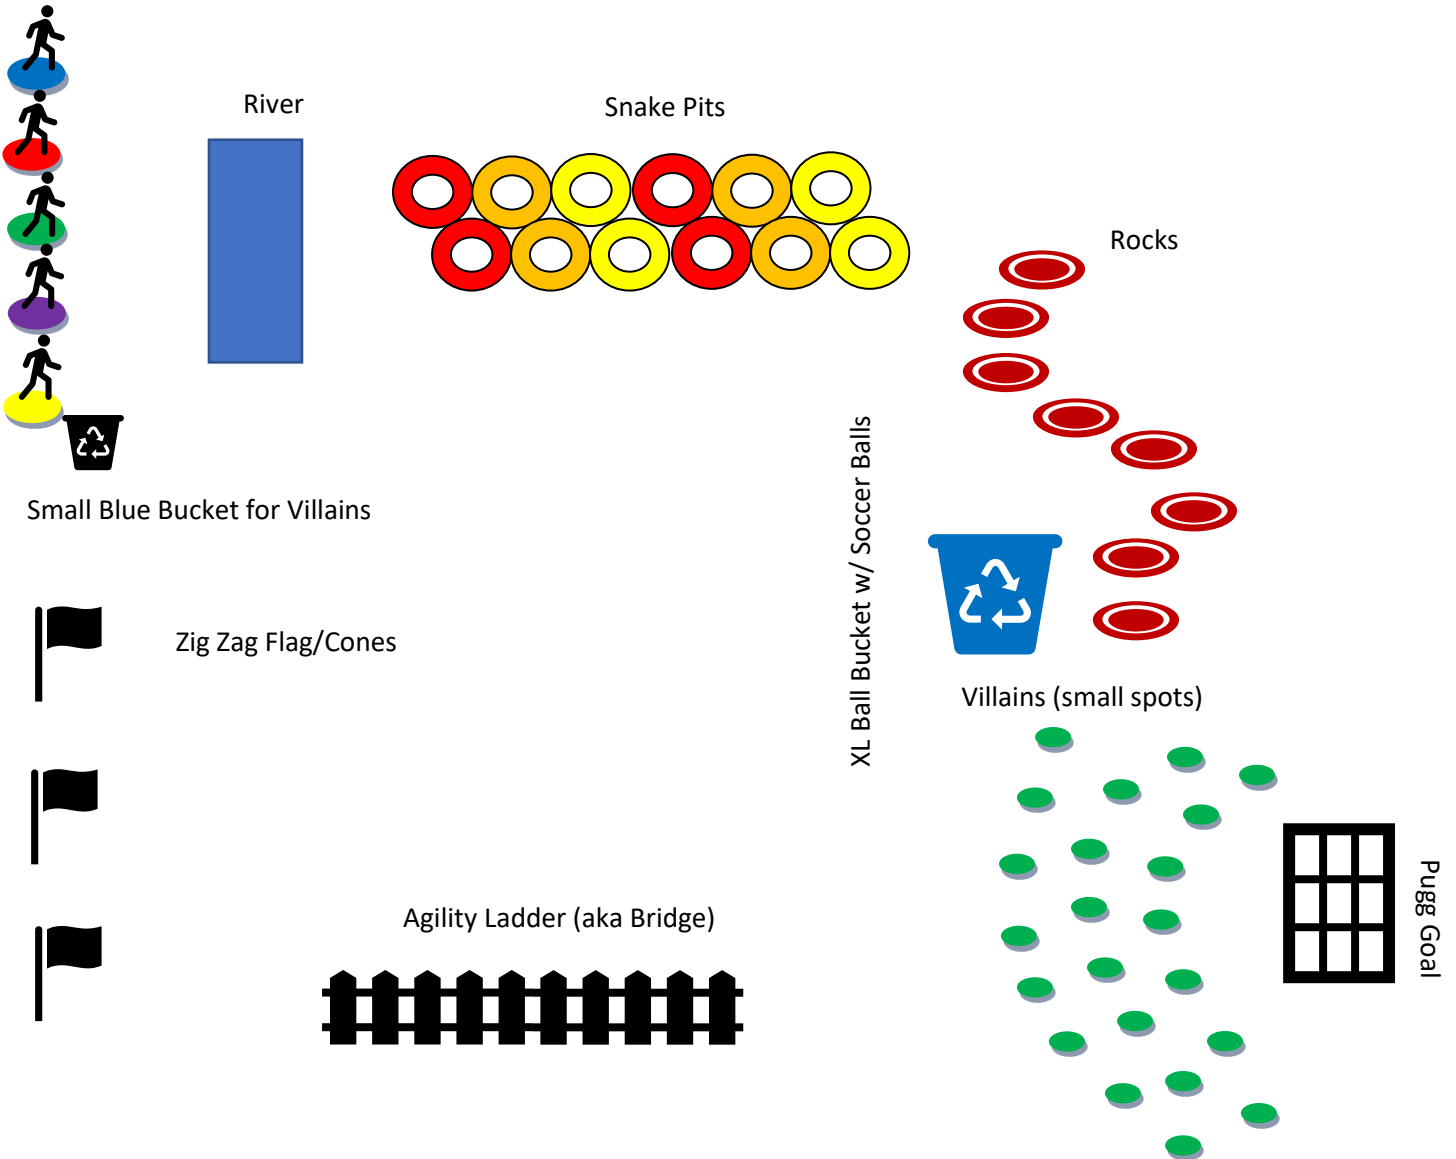 River
Snake Pits
Rocks
Small Blue Bucket for Villains
XL Ball Bucket w/ Soccer Balls
Zig Zag Flag/Cones
Villains (small spots)
Agility Ladder (aka Bridge)
Pugg Goal